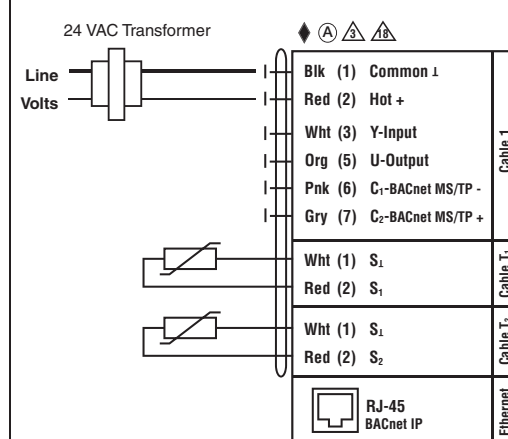 24 VAC Transformer
A 3 18
Line
Volts
Blk (1) Common ⊥
Red (2) Hot +
Wht (3) Y-Input
Org (5) U-Output
Pnk (6) C₁-BACnet MS/TP -
Gry (7) C₂-BACnet MS/TP +
Cable 1
Wht (1) S⊥
Red (2) S₁
Cable T₁
Wht (1) S⊥
Red (2) S₂
Cable T₂
RJ-45
BACnet IP
Ethernet